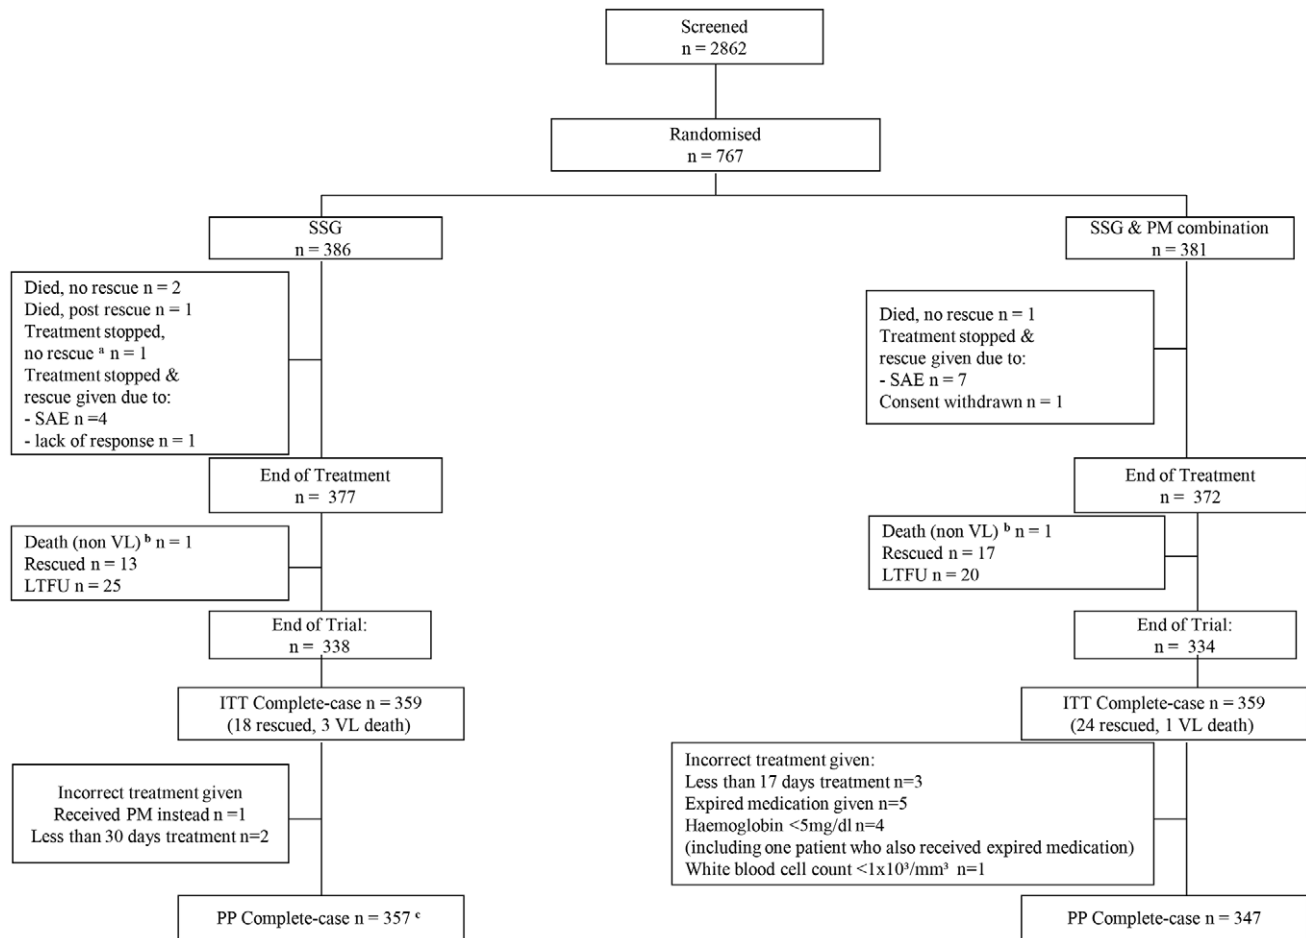 Screened
n = 2862
Randomised
n = 767
SSG
n = 386
SSG & PM combination
n = 381
Died, no rescue n = 2
Died, post rescue n = 1
Treatment stopped,
no rescue ᵃ n = 1
Treatment stopped &
rescue given due to:
- SAE n =4
- lack of response n = 1
Died, no rescue n = 1
Treatment stopped &
rescue given due to:
- SAE n = 7
Consent withdrawn n = 1
End of Treatment
n = 377
End of Treatment
n = 372
Death (non VL) ᵇ n = 1
Rescued n = 13
LTFU n = 25
Death (non VL) ᵇ n = 1
Rescued n = 17
LTFU n = 20
End of Trial:
n = 338
End of Trial:
n = 334
ITT Complete-case n = 359
(18 rescued, 3 VL death)
ITT Complete-case n = 359
(24 rescued, 1 VL death)
Incorrect treatment given
Received PM instead n =1
Less than 30 days treatment n=2
Incorrect treatment given:
Less than 17 days treatment n=3
Expired medication given n=5
Haemoglobin <5mg/dl n=4
(including one patient who also received expired medication)
White blood cell count <1x10³/mm³ n=1
PP Complete-case n = 357 ᶜ
PP Complete-case n = 347